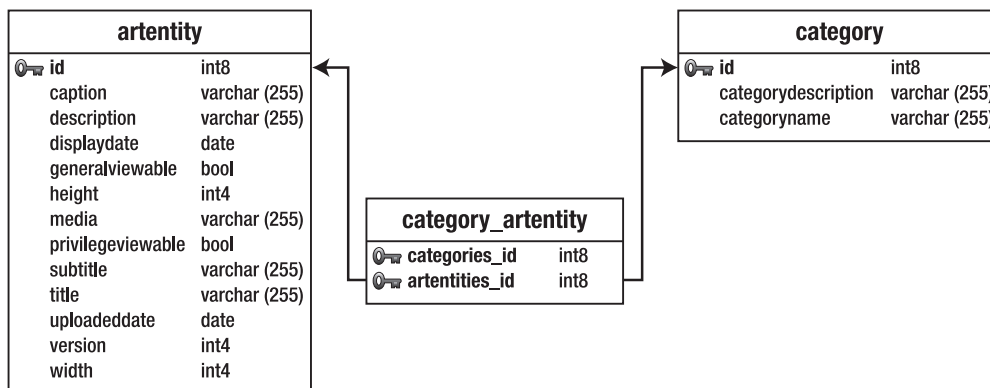 artentity
id int8
caption varchar (255)
description varchar (255)
displaydate date
generalviewable bool
height int4
media varchar (255)
privilegeviewable bool
subtitle varchar (255)
title varchar (255)
uploadeddate date
version int4
width int4
category_artentity
categories_id int8
artentities_id int8
category
id int8
categorydescription varchar (255)
categoryname varchar (255)